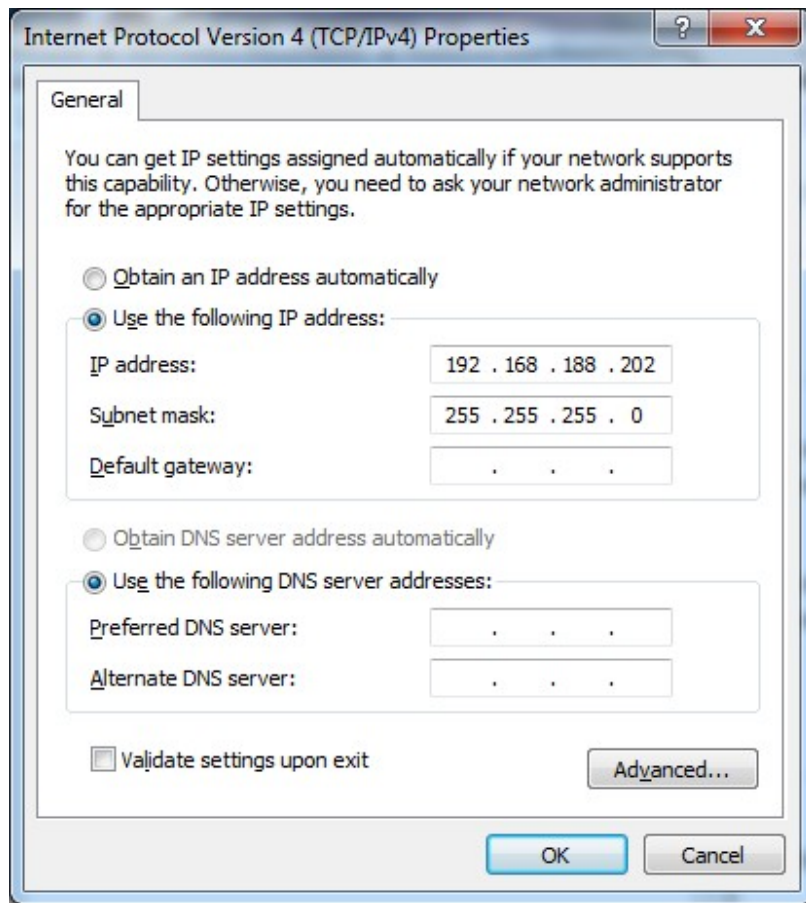 Internet Protocol Version 4 (TCP/IPv4) Properties
?
X
General
You can get IP settings assigned automatically if your network supports
this capability. Otherwise, you need to ask your network administrator
for the appropriate IP settings.
Obtain an IP address automatically
Use the following IP address:
IP address: 192 . 168 . 188 . 202
Subnet mask: 255 . 255 . 255 . 0
Default gateway: . . .
Obtain DNS server address automatically
Use the following DNS server addresses:
Preferred DNS server: . . .
Alternate DNS server: . . .
Validate settings upon exit
Advanced...
OK Cancel